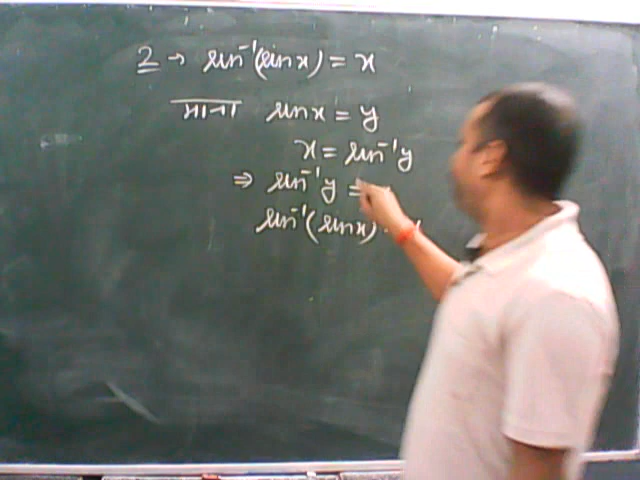 2 → sin⁻¹(sin x) = x
माना sin x = y
x = sin⁻¹y
⇒ sin⁻¹y =
sin⁻¹(sin x)